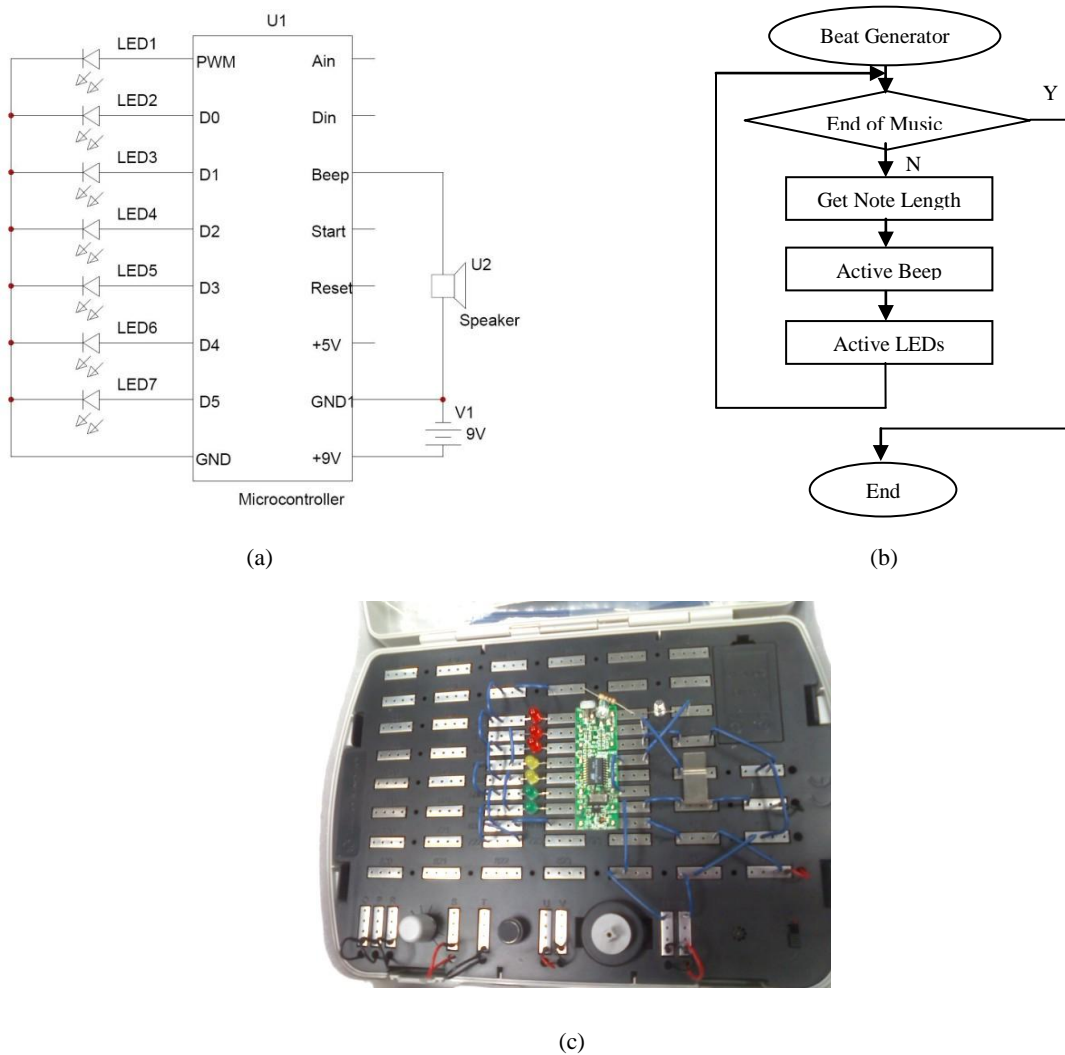 U1
LED1
PWM
Ain
LED2
D0
Din
LED3
D1
Beep
LED4
D2
Start
LED5
D3
Reset
U2
Speaker
LED6
D4
+5V
LED7
D5
GND1
V1
9V
GND
+9V
Microcontroller
(a)
Beat Generator
Y
End of Music
N
Get Note Length
Active Beep
Active LEDs
End
(b)
(c)